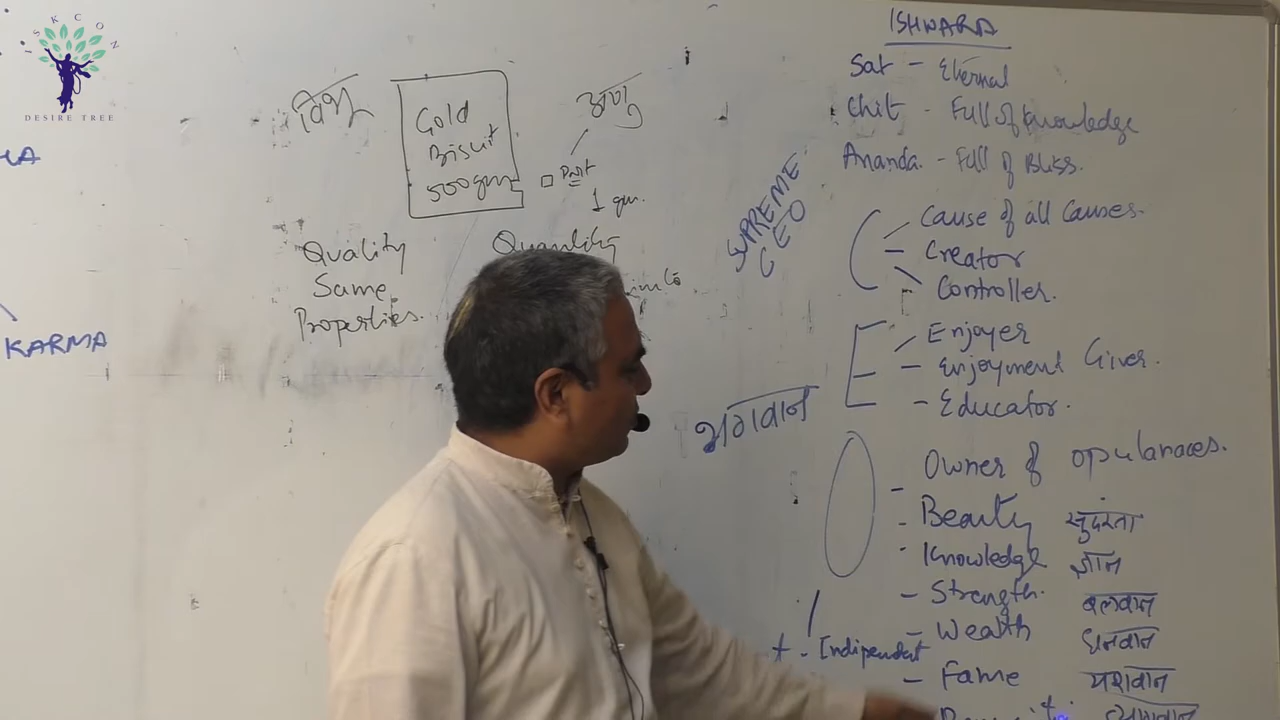 ISKCON
DESIRE TREE
KARMA
विभु
Gold
Biscuit
500gm
अणु
Part
1 gm.
Quality
Same
Properties.
Quantity
SUPREME
CEO
भगवान
ISHWARA
Sat - Eternal
Chit - Full of knowledge
Ananda - Full of Bliss.
Cause of all Causes.
- Creator
Controller.
Enjoyer
- Enjoyment Giver.
- Educator.
- Owner of opulances.
- Beauty सुंदरता
- Knowledge ज्ञान
- Strength. बलवान
- Wealth धनवान
- Indipendent
- Fame यशवान